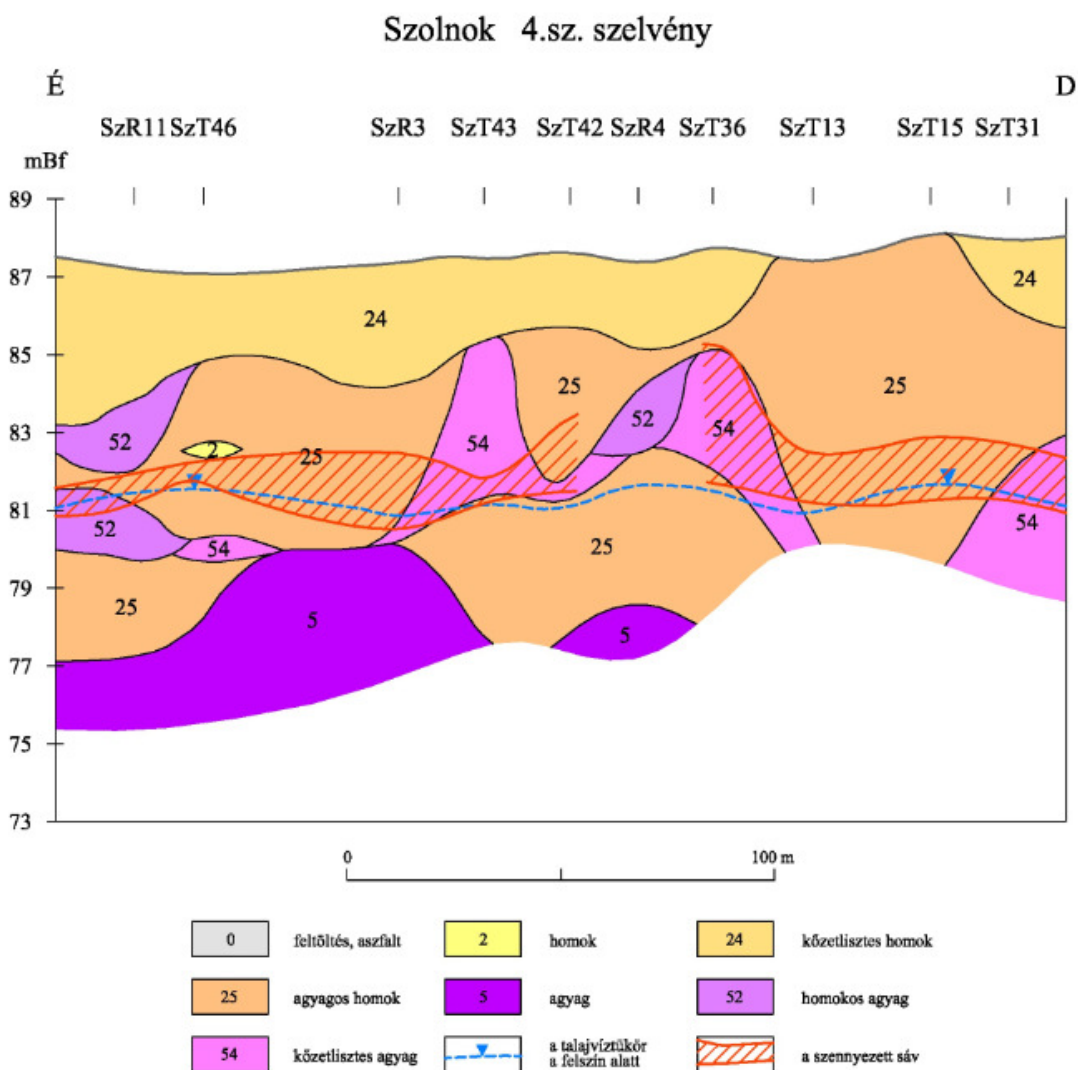 Szolnok 4.sz. szelvény
É D
SzR11 SzT46 SzR3 SzT43 SzT42 SzR4 SzT36 SzT13 SzT15 SzT31
mBf
89
87
24
24
85
25
25
83
52
52
2
25
54
54
81
52
54
54
25
79
25
5
5
77
75
73
0 100 m
0 feltöltés, aszfalt 2 homok 24 kőzetlisztes homok
25 agyagos homok 5 agyag 52 homokos agyag
54 kőzetlisztes agyag a talajvíztükör a szennyezett sáv
a felszín alatt